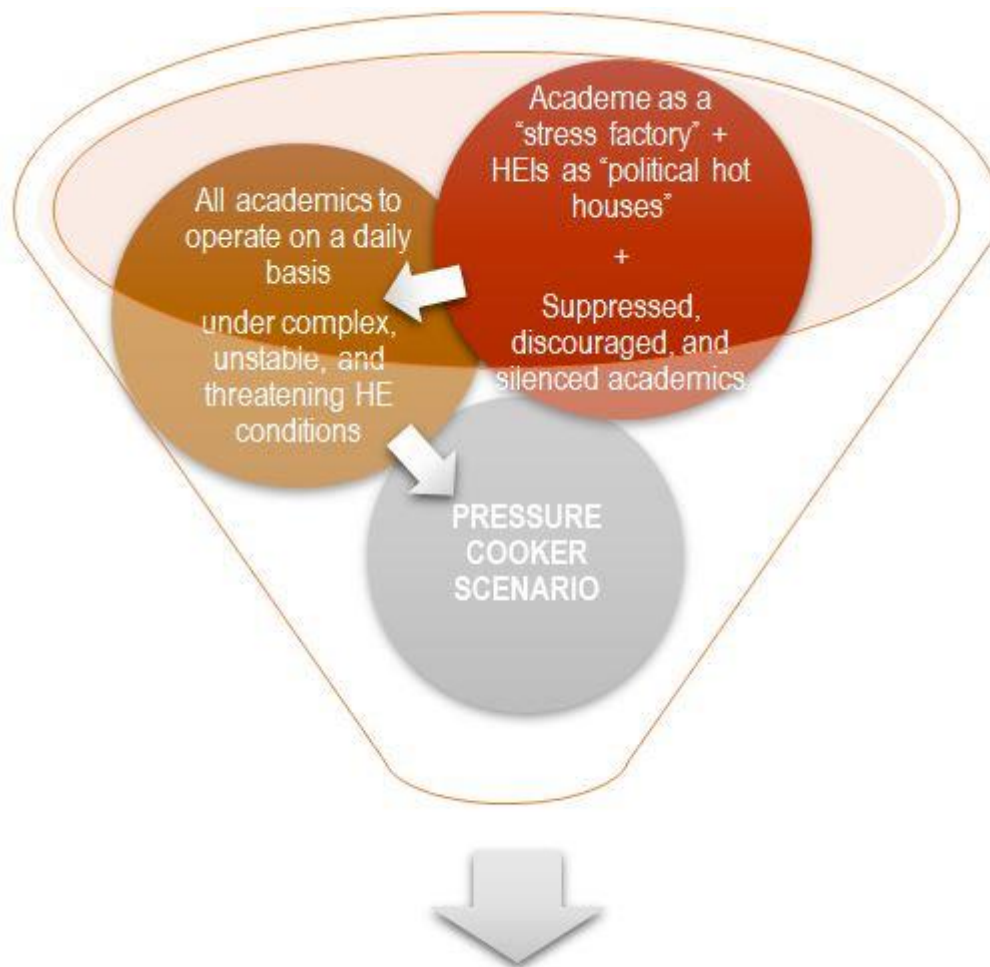 Academe as a
“stress factory” +
HEIs as “political hot
houses”
+
Suppressed,
discouraged, and
silenced academics
All academics to
operate on a daily
basis
under complex,
unstable, and
threatening HE
conditions
PRESSURE
COOKER
SCENARIO